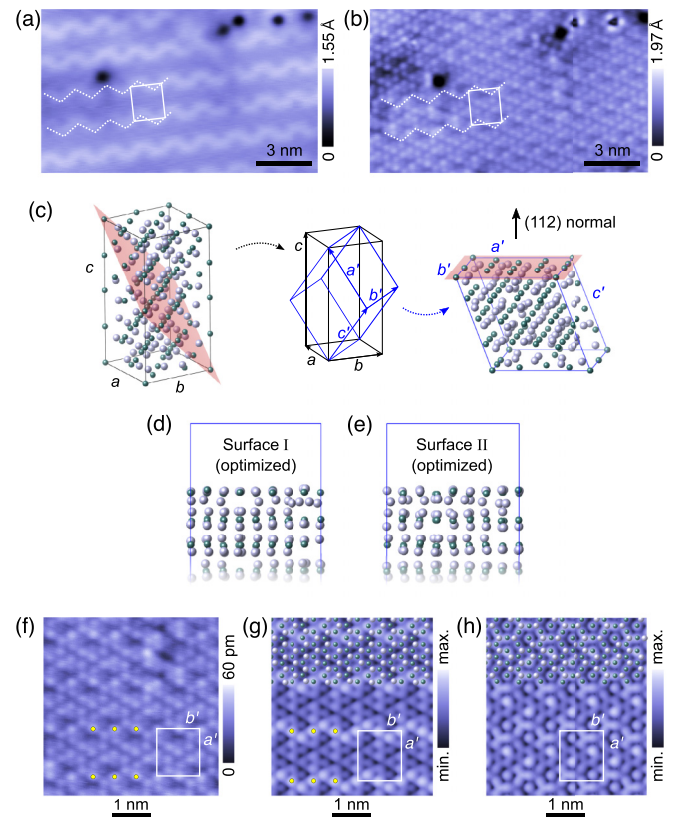 (a)
1.55 Å
0
3 nm
(b)
1.97 Å
0
3 nm
(c)
c
a
b
c
a'
b'
c'
a
b
(112) normal
a'
b'
c'
(d)
Surface I
(optimized)
(e)
Surface II
(optimized)
(f)
60 pm
0
b'
a'
1 nm
(g)
max.
min.
b'
a'
1 nm
(h)
max.
min.
b'
a'
1 nm